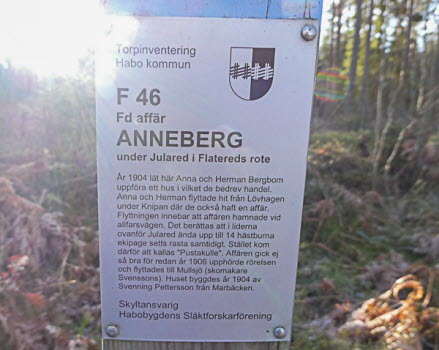 Torpinventering
Habo kommun
F 46
Fd affär
ANNEBERG
under Julared i Flatereds rote
År 1904 lät här Anna och Herman Bergbom
uppföra ett hus i vilket de bedrev handel.
Anna och Herman flyttade hit från Lövhagen
under Knipan där de också haft en affär.
Flyttningen innebar att affären hamnade vid
allfarsvägen. Det berättas att i liderna
ovanför Julared ända upp till 14 hästburna
ekipage setts rasta samtidigt. Stället kom
därför att kallas "Pustakulle". Affären gick ej
så bra för redan år 1906 upphörde rörelsen
och flyttades till Mullsjö (skomakare
Svenssons). Huset byggdes år 1904 av
Svenning Pettersson från Marbäcken.
Skyltansvarig
Habobygdens Släktforskarförening